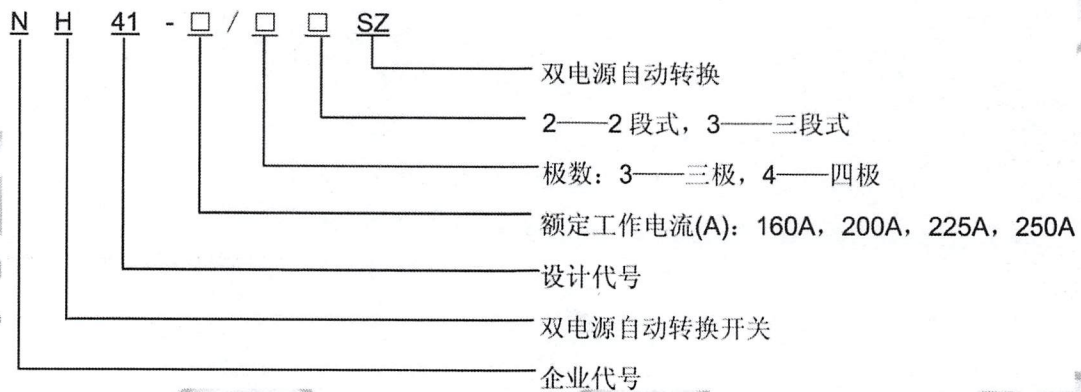 N H 41 - □ / □ □ SZ
双电源自动转换
2——2段式，3——三段式
极数：3——三极，4——四极
额定工作电流(A)：160A，200A，225A，250A
设计代号
双电源自动转换开关
企业代号